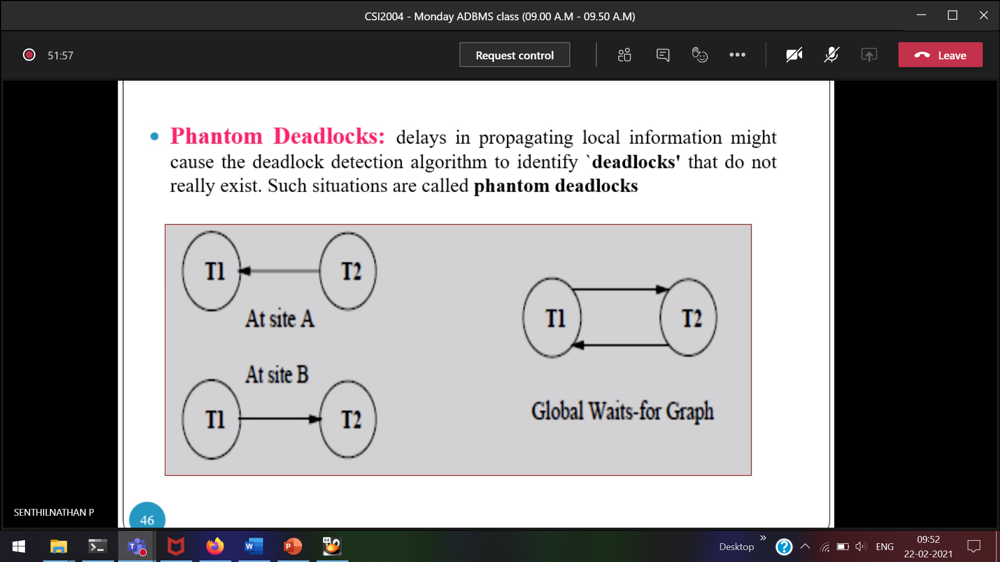 CSI2004 - Monday ADBMS class (09.00 A.M - 09.50 A.M)
51:57
Request control
Leave
• Phantom Deadlocks: delays in propagating local information might
cause the deadlock detection algorithm to identify `deadlocks' that do not
really exist. Such situations are called phantom deadlocks
T1 T2
At site A
At site B
T1 T2
T1 T2
Global Waits-for Graph
46
SENTHILNATHAN P
T
W
P
64
Desktop
»
?
ENG
09:52
22-02-2021